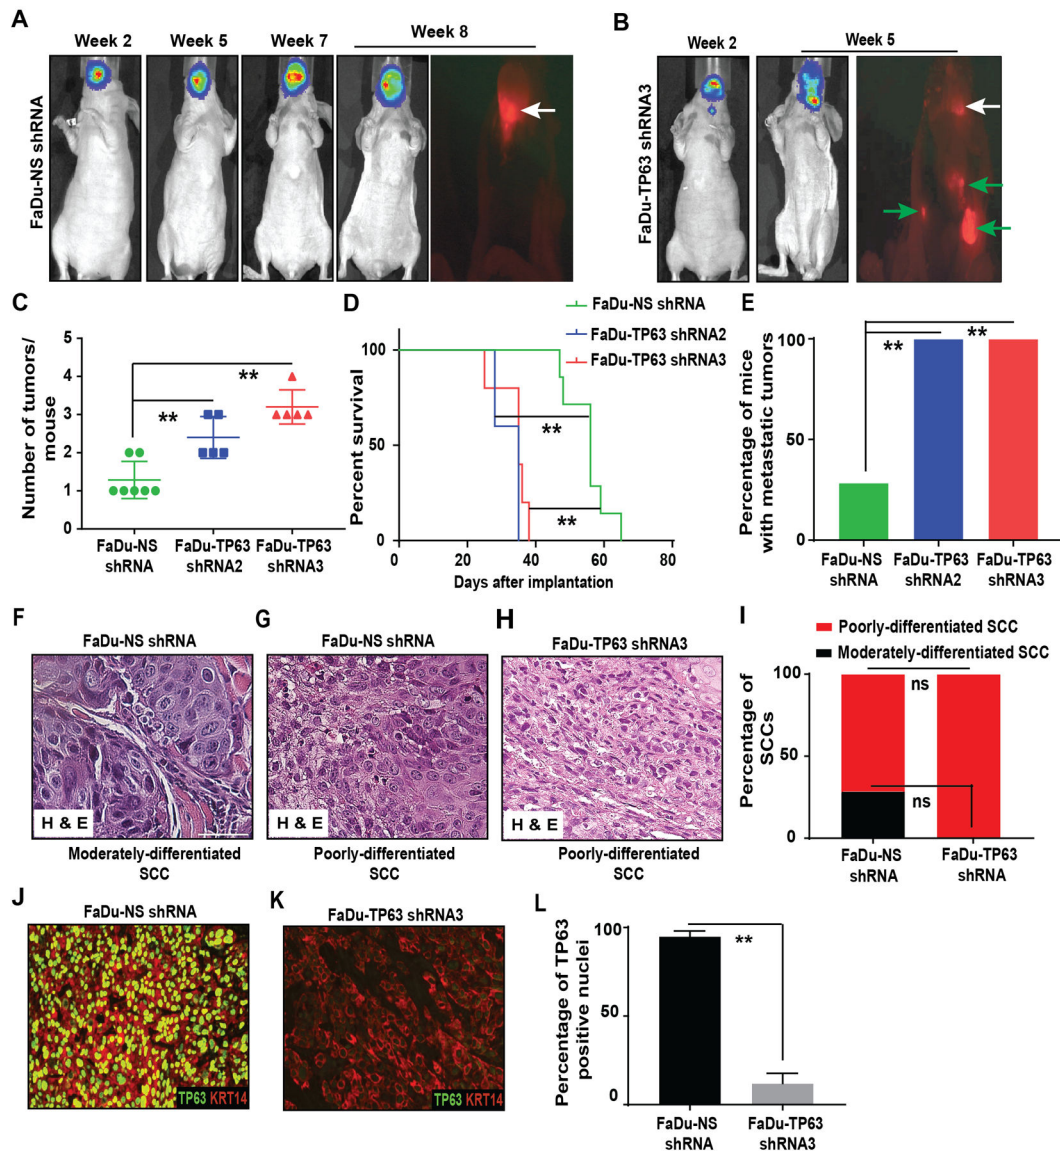 A
Week 2
Week 5
Week 7
Week 8
FaDu-NS shRNA
B
Week 2
Week 5
FaDu-TP63 shRNA3
C
Number of tumors/
mouse
5
4
3
2
1
0
**
**
FaDu-NS
shRNA
FaDu-TP63
shRNA2
FaDu-TP63
shRNA3
D
FaDu-NS shRNA
FaDu-TP63 shRNA2
FaDu-TP63 shRNA3
Percent survival
100
50
0
**
**
0
20
40
60
80
Days after implantation
E
Percentage of mice
with metastatic tumors
100
50
0
**
**
FaDu-NS
shRNA
FaDu-TP63
shRNA2
FaDu-TP63
shRNA3
F
FaDu-NS shRNA
H & E
Moderately-differentiated
SCC
G
FaDu-NS shRNA
H & E
Poorly-differentiated
SCC
H
FaDu-TP63 shRNA3
H & E
Poorly-differentiated
SCC
I
Poorly-differentiated SCC
Moderately-differentiated SCC
Percentage of
SCCs
100
50
0
ns
ns
FaDu-NS
shRNA
FaDu-TP63
shRNA
J
FaDu-NS shRNA
TP63 KRT14
K
FaDu-TP63 shRNA3
TP63 KRT14
L
Percentage of TP63
positive nuclei
100
50
0
**
FaDu-NS
shRNA
FaDu-TP63
shRNA3